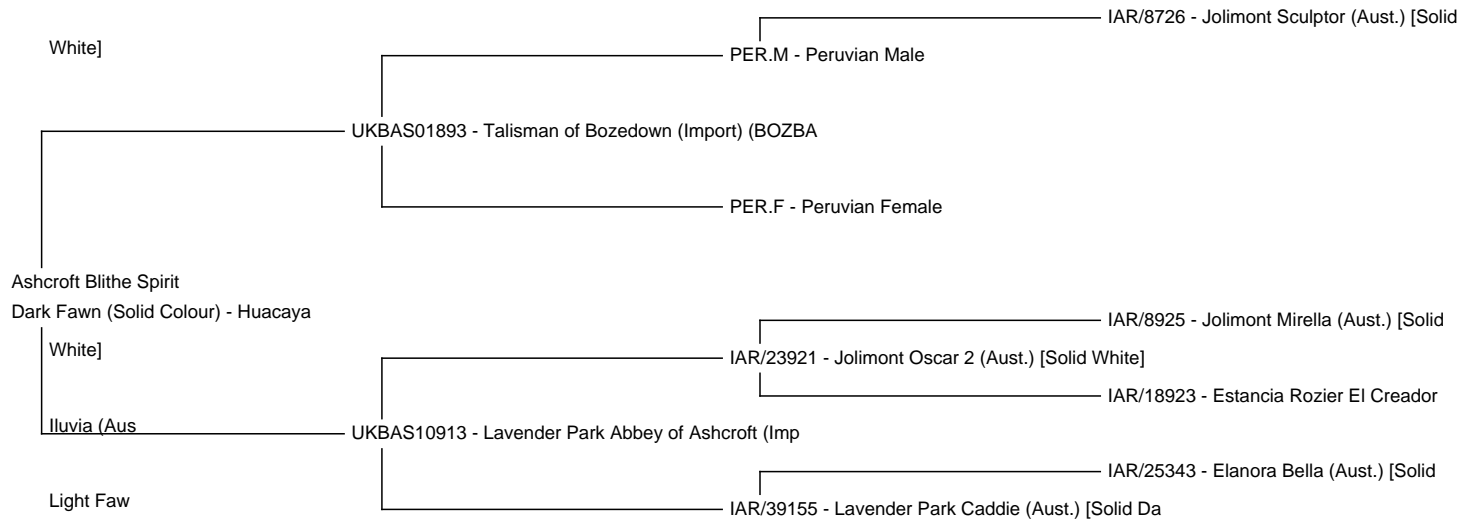 IAR/8726 - Jolimont Sculptor (Aust.) [Solid
White]
PER.M - Peruvian Male
UKBAS01893 - Talisman of Bozedown (Import) (BOZBA
PER.F - Peruvian Female
Ashcroft Blithe Spirit
Dark Fawn (Solid Colour) - Huacaya
IAR/8925 - Jolimont Mirella (Aust.) [Solid
White]
IAR/23921 - Jolimont Oscar 2 (Aust.) [Solid White]
IAR/18923 - Estancia Rozier El Creador
Iluvia (Aus
UKBAS10913 - Lavender Park Abbey of Ashcroft (Imp
IAR/25343 - Elanora Bella (Aust.) [Solid
Light Faw
IAR/39155 - Lavender Park Caddie (Aust.) [Solid Da